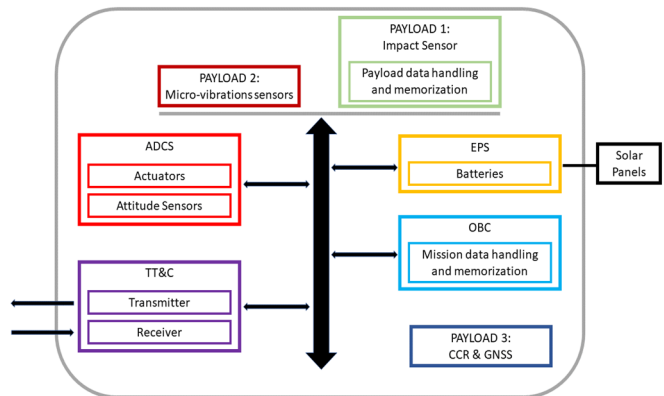 PAYLOAD 1:
Impact Sensor
Payload data handling
and memorization
PAYLOAD 2:
Micro-vibrations sensors
ADCS
Actuators
Attitude Sensors
EPS
Batteries
Solar
Panels
OBC
Mission data handling
and memorization
TT&C
Transmitter
Receiver
PAYLOAD 3:
CCR & GNSS